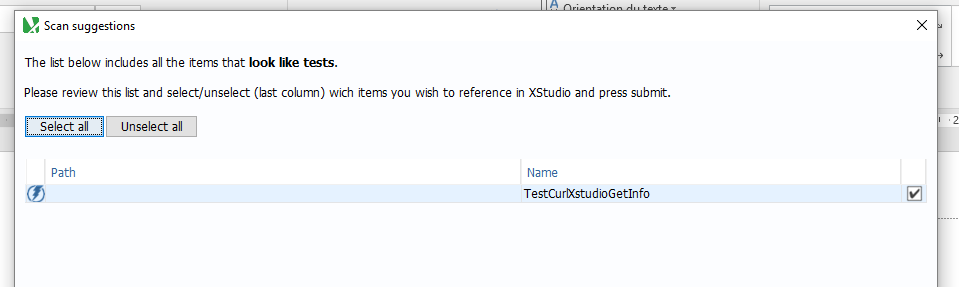 Orientation du texte
Scan suggestions
The list below includes all the items that look like tests.
Please review this list and select/unselect (last column) wich items you wish to reference in XStudio and press submit.
Select all
Unselect all
Path
Name
TestCurlXstudioGetInfo
2